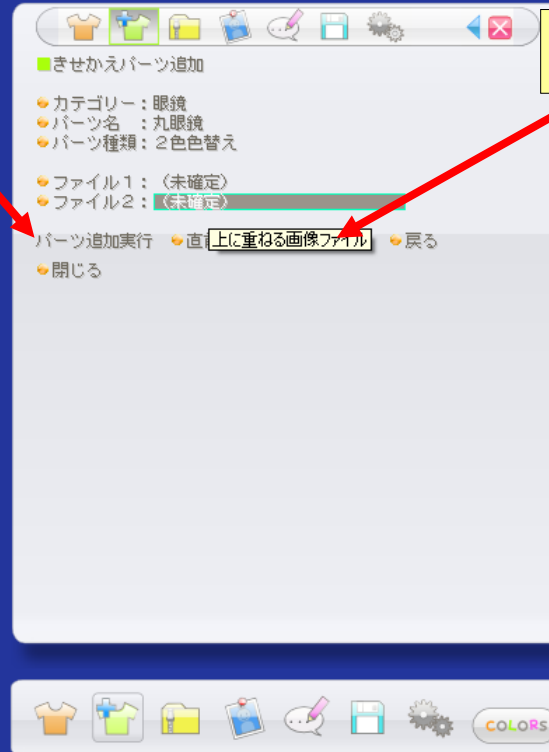 ■きせかえパーツ追加
カテゴリー：眼鏡
パーツ名　：丸眼鏡
パーツ種類：２色色替え
ファイル１：（未確定）
ファイル２：（未確定）
パーツ追加実行　直 上に重ねる画像ファイル　戻る
閉じる
COLORS